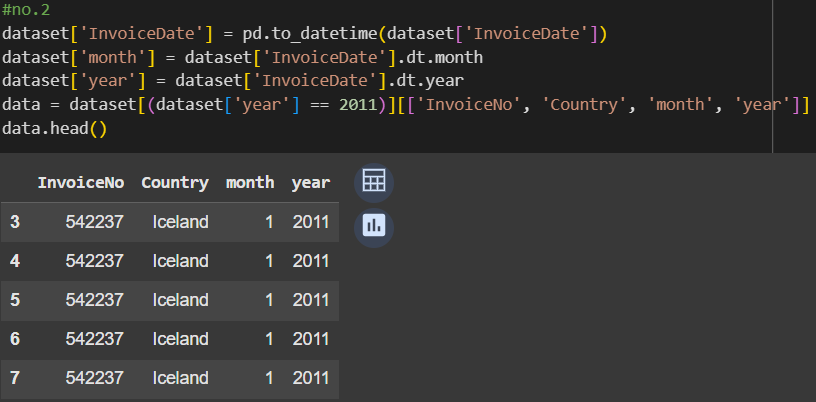 #no.2
dataset['InvoiceDate'] = pd.to_datetime(dataset['InvoiceDate'])
dataset['month'] = dataset['InvoiceDate'].dt.month
dataset['year'] = dataset['InvoiceDate'].dt.year
data = dataset[(dataset['year'] == 2011)][['InvoiceNo', 'Country', 'month', 'year']]
data.head()
InvoiceNo Country month year
3 542237 Iceland 1 2011
4 542237 Iceland 1 2011
5 542237 Iceland 1 2011
6 542237 Iceland 1 2011
7 542237 Iceland 1 2011